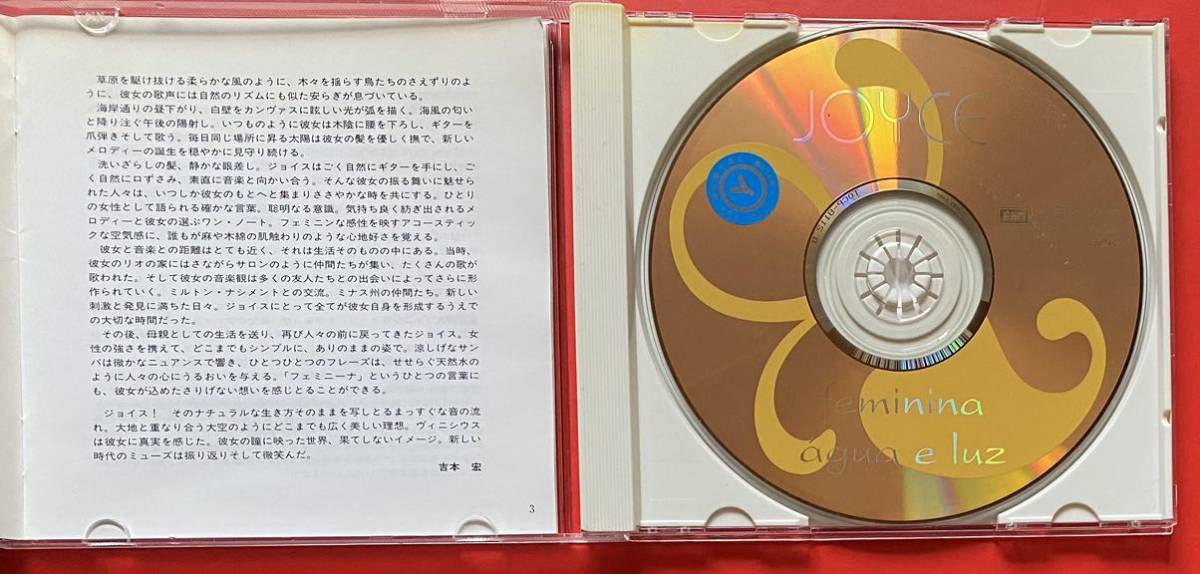 草原を駆け抜ける柔らかな風のように、木々を揺らす鳥たちのさえずりのよ
うに、彼女の歌声には自然のリズムにも似た安らぎが息づいている。
海岸通りの昼下がり、白壁をカンヴァスに眩しい光が弧を描く。海風の匂い
と降り注ぐ午後の陽射し。いつものように彼女は木陰に腰を下ろし、ギターを
爪弾きそして歌う。毎日同じ場所に昇る太陽は彼女の髪を優しく撫で、新しい
メロディーの誕生を穏やかに見守り続ける。
洗いざらしの髪、静かな眼差し。ジョイスはごく自然にギターを手にし、ご
く自然に口ずさみ、素直に音楽と向かい合う。そんな彼女の振る舞いに魅せら
れた人々は、いつしか彼女のもとへと集まりささやかな時を共にする。ひとり
の女性として語られる確かな言葉。聡明なる意識。気持ち良く紡ぎ出されるメ
ロディーと彼女の選ぶワン・ノート。フェミニンな感性を映すアコースティッ
クな空気感に、誰もが麻や木綿の肌触わりのような心地好さを覚える。
彼女と音楽との距離はとても近く、それは生活そのものの中にある。当時、
彼女のリオの家にはさながらサロンのように仲間たちが集い、たくさんの歌が
歌われた。そして彼女の音楽観は多くの友人たちとの出会いによってさらに形
作られていく。ミルトン・ナシメントとの交流。ミナス州の仲間たち。新しい
刺激と発見に満ちた日々。ジョイスにとって全てが彼女自身を形成するうえで
の大切な時間だった。
その後、母親としての生活を送り、再び人々の前に戻ってきたジョイス。女
性の強さを携えて、どこまでもシンプルに、ありのままの姿で。涼しげなサン
バは微かなニュアンスで響き、ひとつひとつのフレーズは、せせらぐ天然水の
ように人々の心にうるおいを与える。「フェミニーナ」というひとつの言葉に
も、彼女が込めたさりげない想いを感じとることができる。
ジョイス！ そのナチュラルな生き方そのままを写しとるまっすぐな音の流
れ。大地と重なり合う大空のようにどこまでも広く美しい理想。ヴィニシウス
は彼女に真実を感じた。彼女の瞳に映った世界、果てしないイメージ。新しい
時代のミューズは振り返りそして微笑んだ。
吉本 宏
3
JOYCE
feminina
água e luz